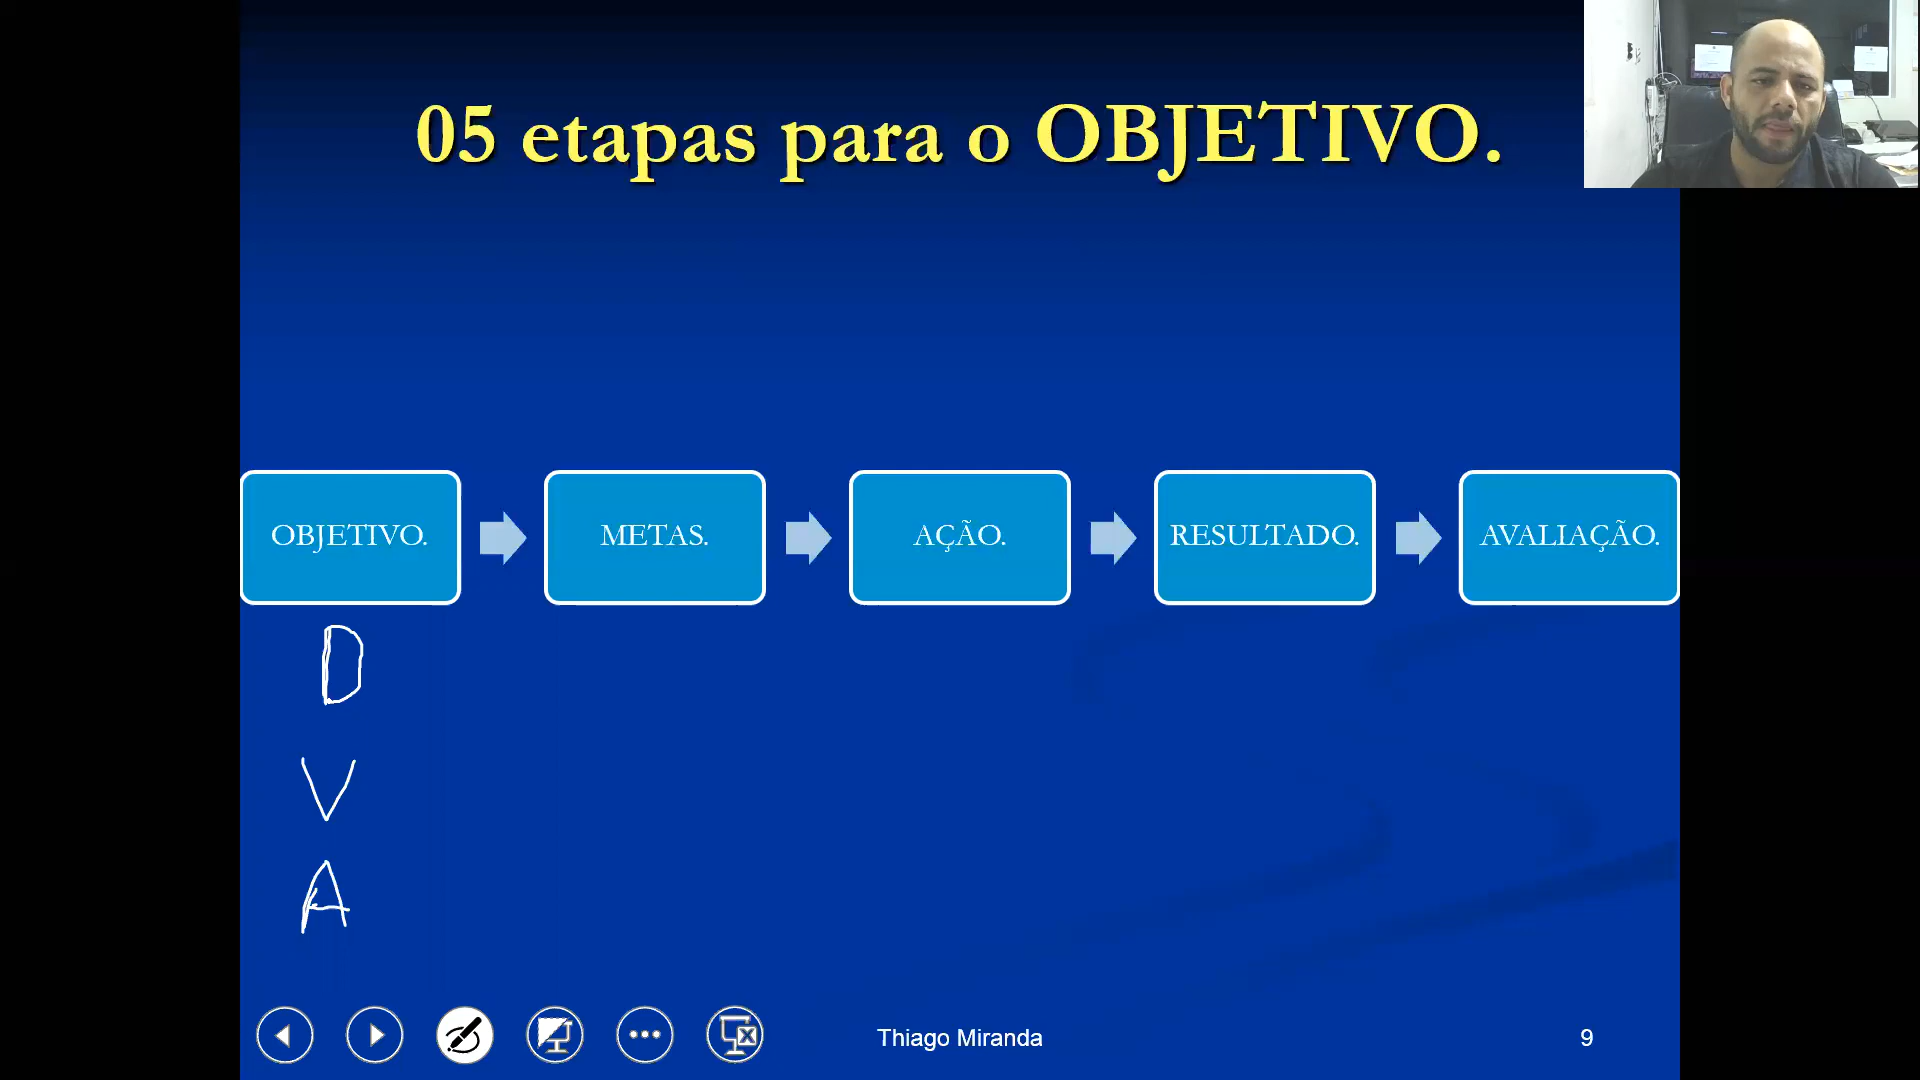 05 etapas para o OBJETIVO.
OBJETIVO.
METAS.
AÇÃO.
RESULTADO.
AVALIAÇÃO.
D
V
A
Thiago Miranda
9